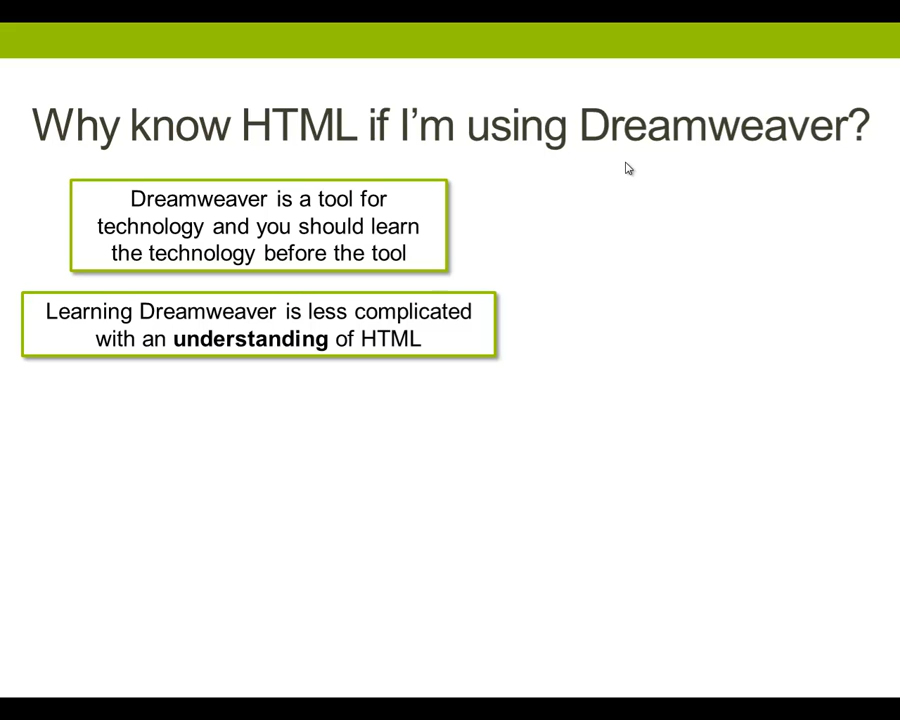 Why know HTML if I'm using Dreamweaver?
Dreamweaver is a tool for
technology and you should learn
the technology before the tool
Learning Dreamweaver is less complicated
with an understanding of HTML